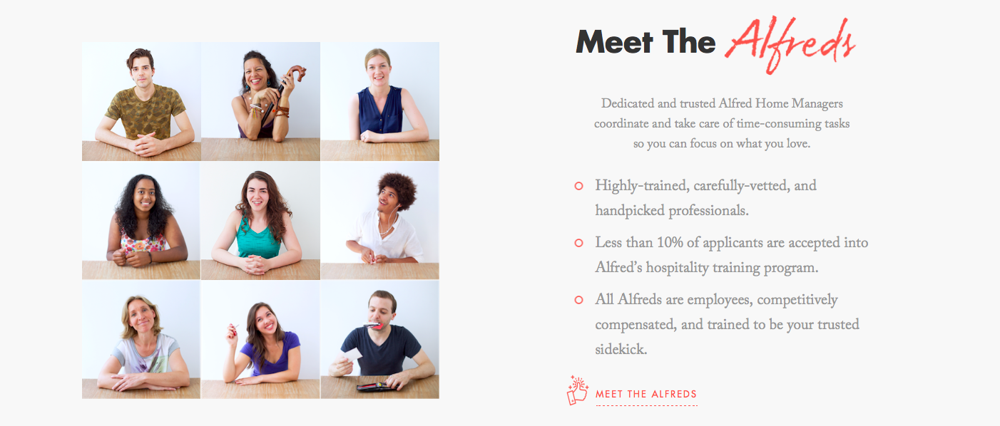 Meet The Alfreds
Dedicated and trusted Alfred Home Managers
coordinate and take care of time-consuming tasks
so you can focus on what you love.
Highly-trained, carefully-vetted, and
handpicked professionals.
Less than 10% of applicants are accepted into
Alfred’s hospitality training program.
All Alfreds are employees, competitively
compensated, and trained to be your trusted
sidekick.
MEET THE ALFREDS